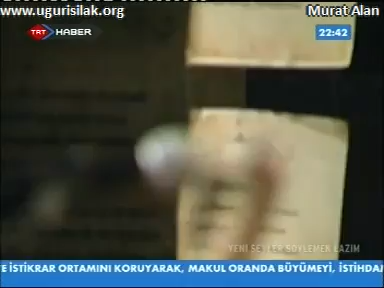 www.ugurisilak.org Murat Alan
TRT HABER 22:42
YENİ ŞEYLER SÖYLEMEK LAZIM
E İSTİKRAR ORTAMINI KORUYARAK, MAKUL ORANDA BÜYÜMEYİ, İSTİHDA